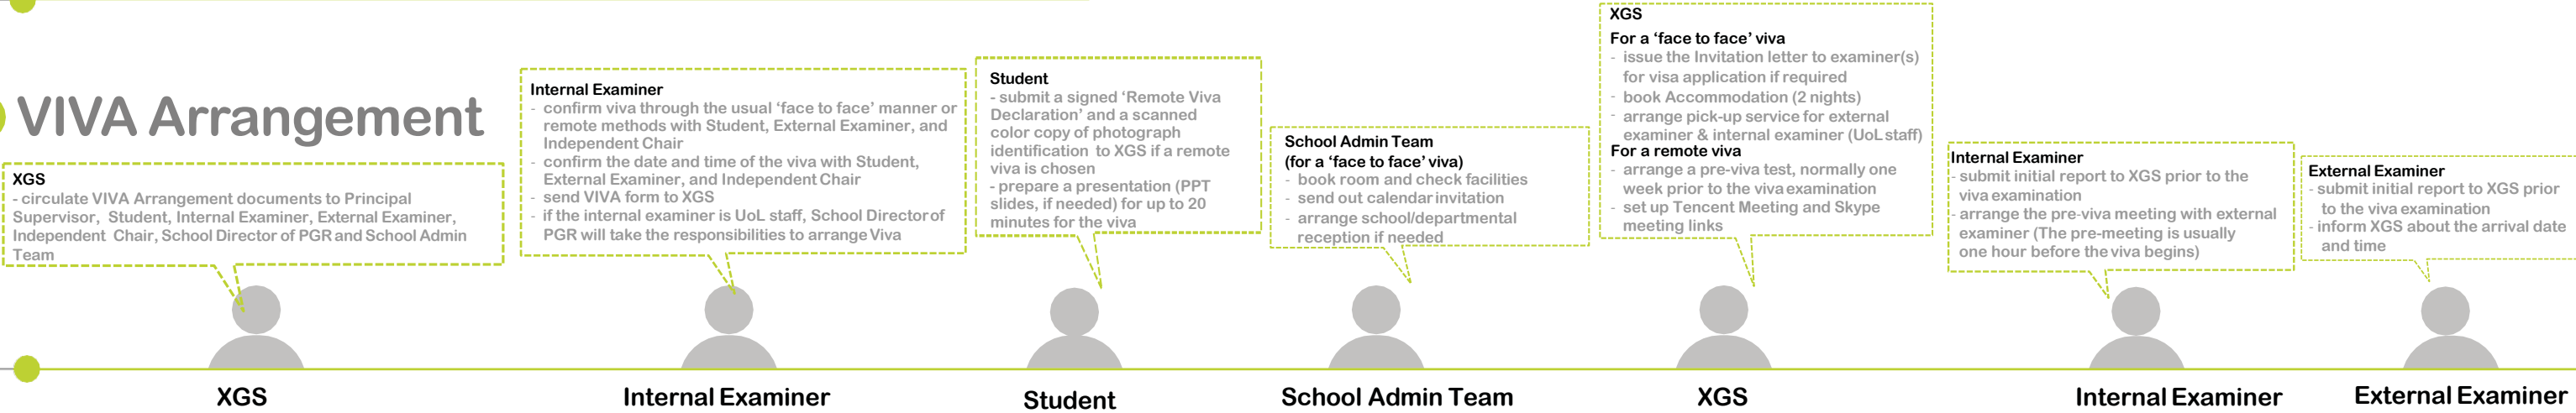 VIVA Arrangement
XGS
- circulate VIVA Arrangement documents to Principal
Supervisor, Student, Internal Examiner, External Examiner,
Independent Chair, School Director of PGR and School Admin
Team
Internal Examiner
- confirm viva through the usual ‘face to face’ manner or
remote methods with Student, External Examiner, and
Independent Chair
- confirm the date and time of the viva with Student,
External Examiner, and Independent Chair
- send VIVA form to XGS
- if the internal examiner is UoL staff, School Director of
PGR will take the responsibilities to arrange Viva
Student
- submit a signed ‘Remote Viva
Declaration’ and a scanned
color copy of photograph
identification to XGS if a remote
viva is chosen
- prepare a presentation (PPT
slides, if needed) for up to 20
minutes for the viva
School Admin Team
(for a ‘face to face’ viva)
- book room and check facilities
- send out calendar invitation
- arrange school/departmental
reception if needed
XGS
For a ‘face to face’ viva
- issue the Invitation letter to examiner(s)
for visa application if required
- book Accommodation (2 nights)
- arrange pick-up service for external
examiner & internal examiner (UoL staff)
For a remote viva
- arrange a pre-viva test, normally one
week prior to the viva examination
- set up Tencent Meeting and Skype
meeting links
Internal Examiner
- submit initial report to XGS prior to the
viva examination
- arrange the pre-viva meeting with external
examiner (The pre-meeting is usually
one hour before the viva begins)
External Examiner
- submit initial report to XGS prior
to the viva examination
- inform XGS about the arrival date
and time
XGS
Internal Examiner
Student
School Admin Team
XGS
Internal Examiner
External Examiner